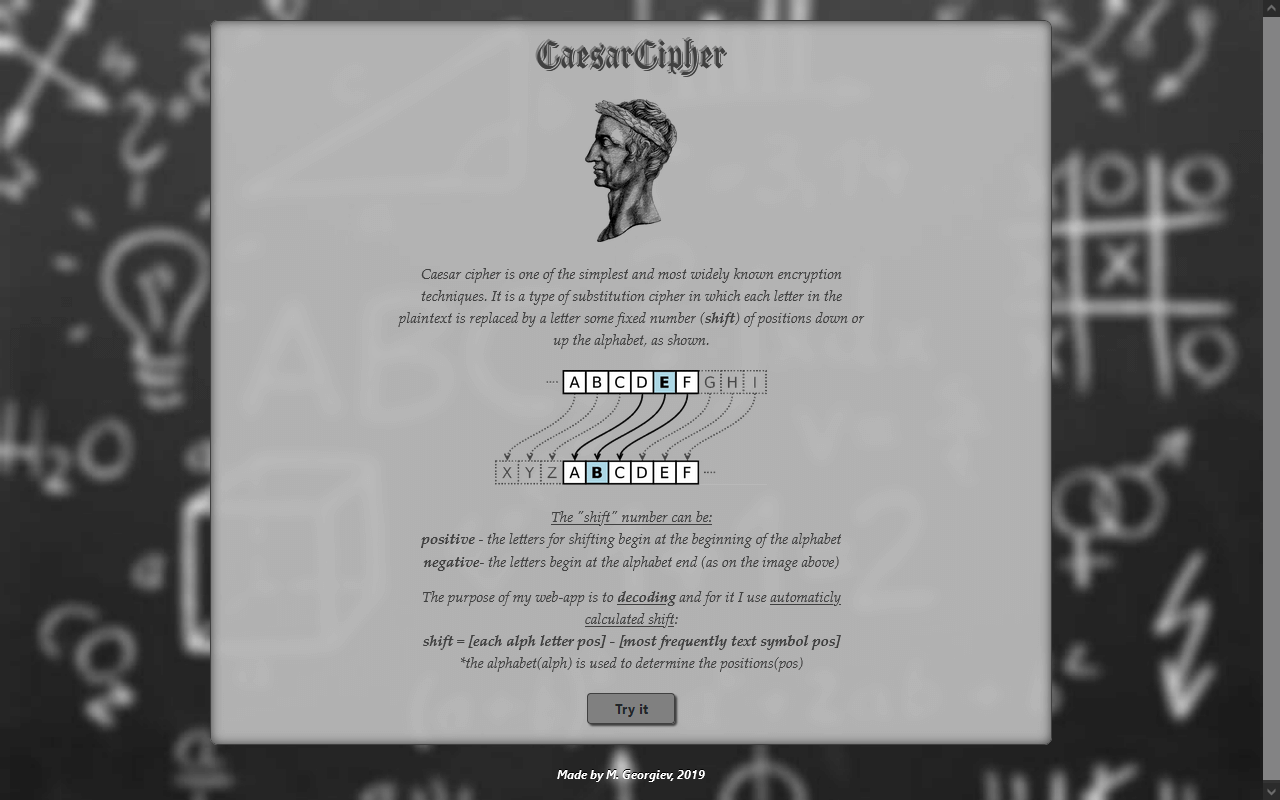 CaesarCipher
Caesar cipher is one of the simplest and most widely known encryption
techniques. It is a type of substitution cipher in which each letter in the
plaintext is replaced by a letter some fixed number (shift) of positions down or
up the alphabet, as shown.
···· A B C D E F G H I
X Y Z A B C D E F ····
The "shift" number can be:
positive - the letters for shifting begin at the beginning of the alphabet
negative- the letters begin at the alphabet end (as on the image above)
The purpose of my web-app is to decoding and for it I use automaticly
calculated shift:
shift = [each alph letter pos] - [most frequently text symbol pos]
*the alphabet(alph) is used to determine the positions(pos)
Try it
Made by M. Georgiev, 2019
H₂O
CO₂